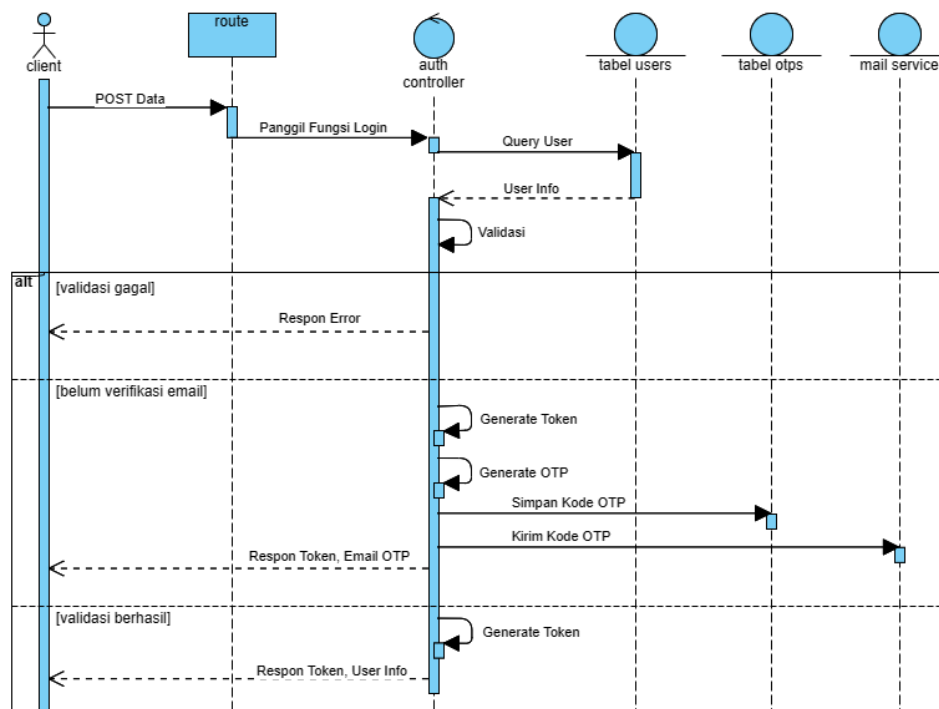 client
route
auth
controller
tabel users
tabel otps
mail service
POST Data
Panggil Fungsi Login
Query User
User Info
Validasi
alt
[validasi gagal]
Respon Error
[belum verifikasi email]
Generate Token
Generate OTP
Simpan Kode OTP
Kirim Kode OTP
Respon Token, Email OTP
[validasi berhasil]
Generate Token
Respon Token, User Info